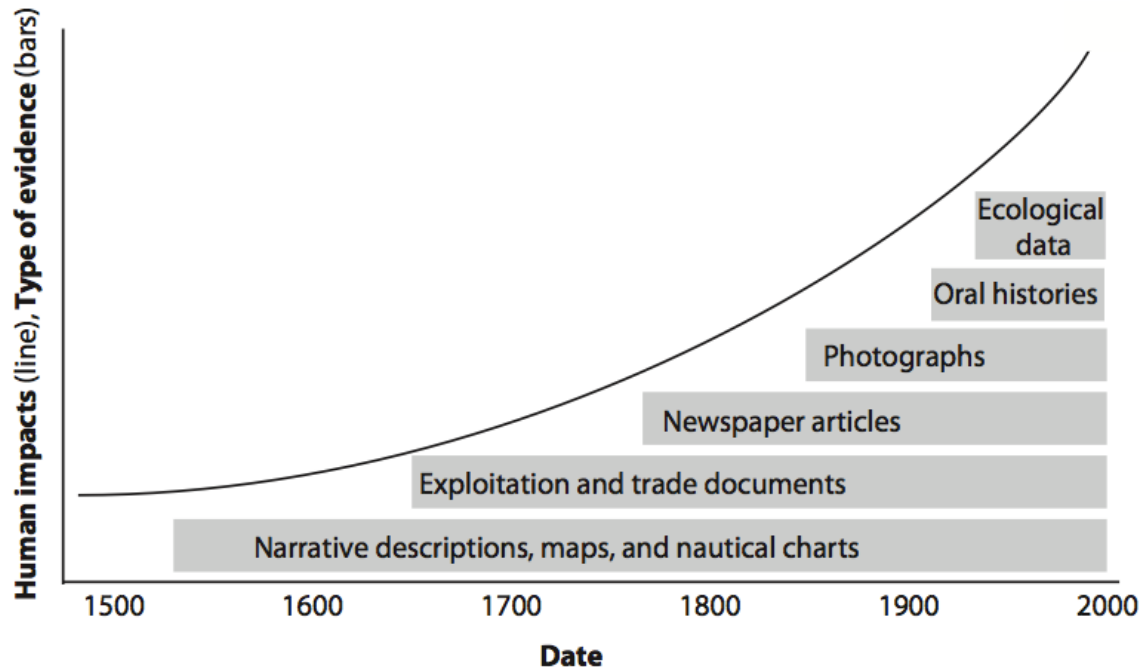 Human impacts (line), Type of evidence (bars)
Ecological
data
Oral histories
Photographs
Newspaper articles
Exploitation and trade documents
Narrative descriptions, maps, and nautical charts
1500 1600 1700 1800 1900 2000
Date